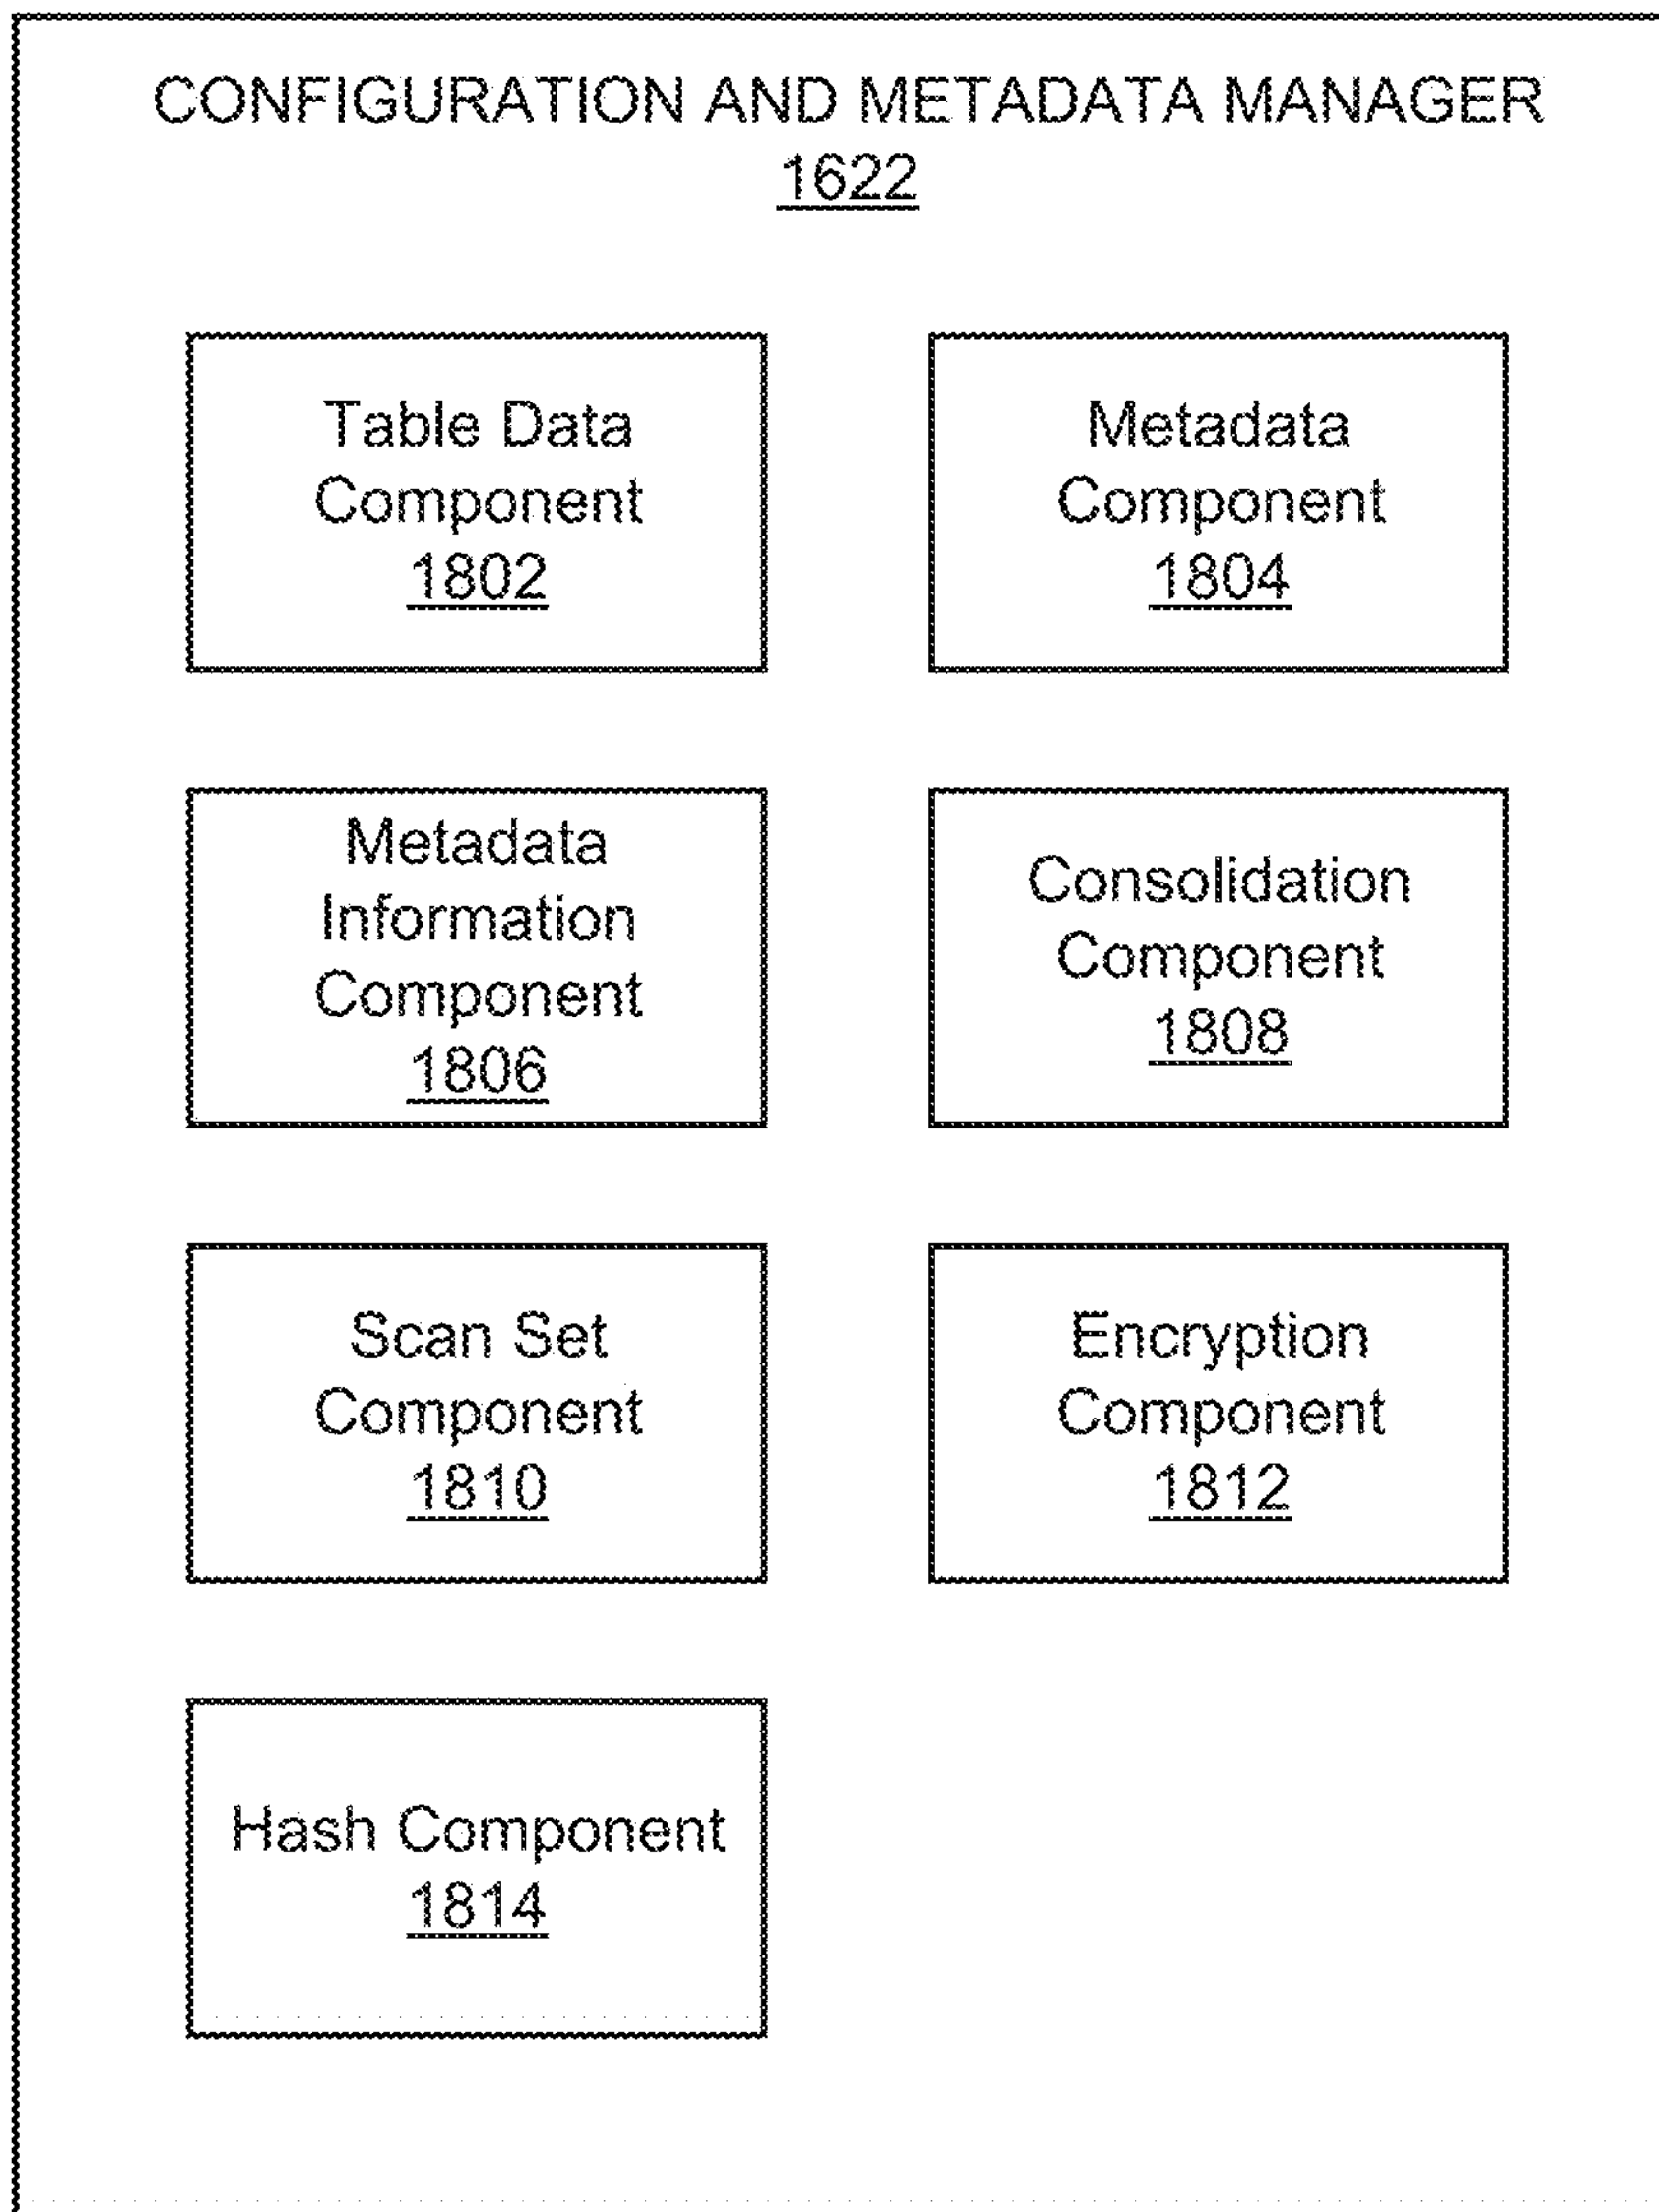 CONFIGURATION AND METADATA MANAGER
1622
Table Data
Component
1802
Metadata
Component
1804
Metadata
Information
Component
1806
Consolidation
Component
1808
Scan Set
Component
1810
Encryption
Component
1812
Hash Component
1814